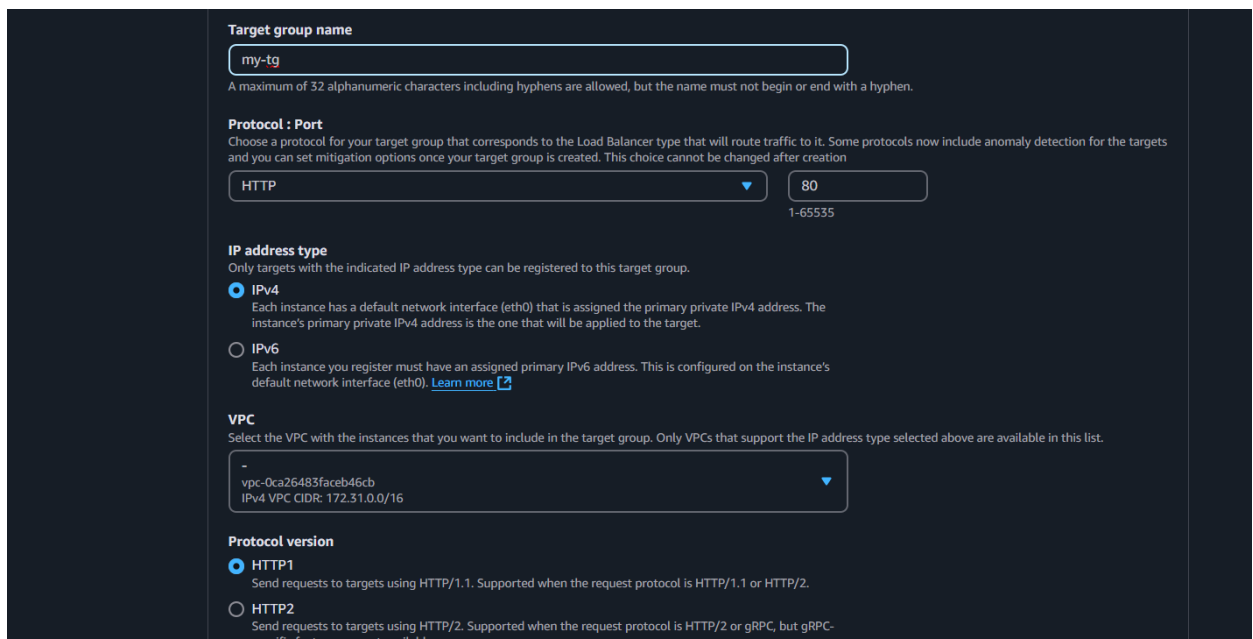 Target group name
my-tg
A maximum of 32 alphanumeric characters including hyphens are allowed, but the name must not begin or end with a hyphen.
Protocol : Port
Choose a protocol for your target group that corresponds to the Load Balancer type that will route traffic to it. Some protocols now include anomaly detection for the targets
and you can set mitigation options once your target group is created. This choice cannot be changed after creation
HTTP
80
1-65535
IP address type
Only targets with the indicated IP address type can be registered to this target group.
IPv4
Each instance has a default network interface (eth0) that is assigned the primary private IPv4 address. The
instance's primary private IPv4 address is the one that will be applied to the target.
IPv6
Each instance you register must have an assigned primary IPv6 address. This is configured on the instance's
default network interface (eth0). Learn more
VPC
Select the VPC with the instances that you want to include in the target group. Only VPCs that support the IP address type selected above are available in this list.
-
vpc-0ca26483faceb46cb
IPv4 VPC CIDR: 172.31.0.0/16
Protocol version
HTTP1
Send requests to targets using HTTP/1.1. Supported when the request protocol is HTTP/1.1 or HTTP/2.
HTTP2
Send requests to targets using HTTP/2. Supported when the request protocol is HTTP/2 or gRPC, but gRPC-